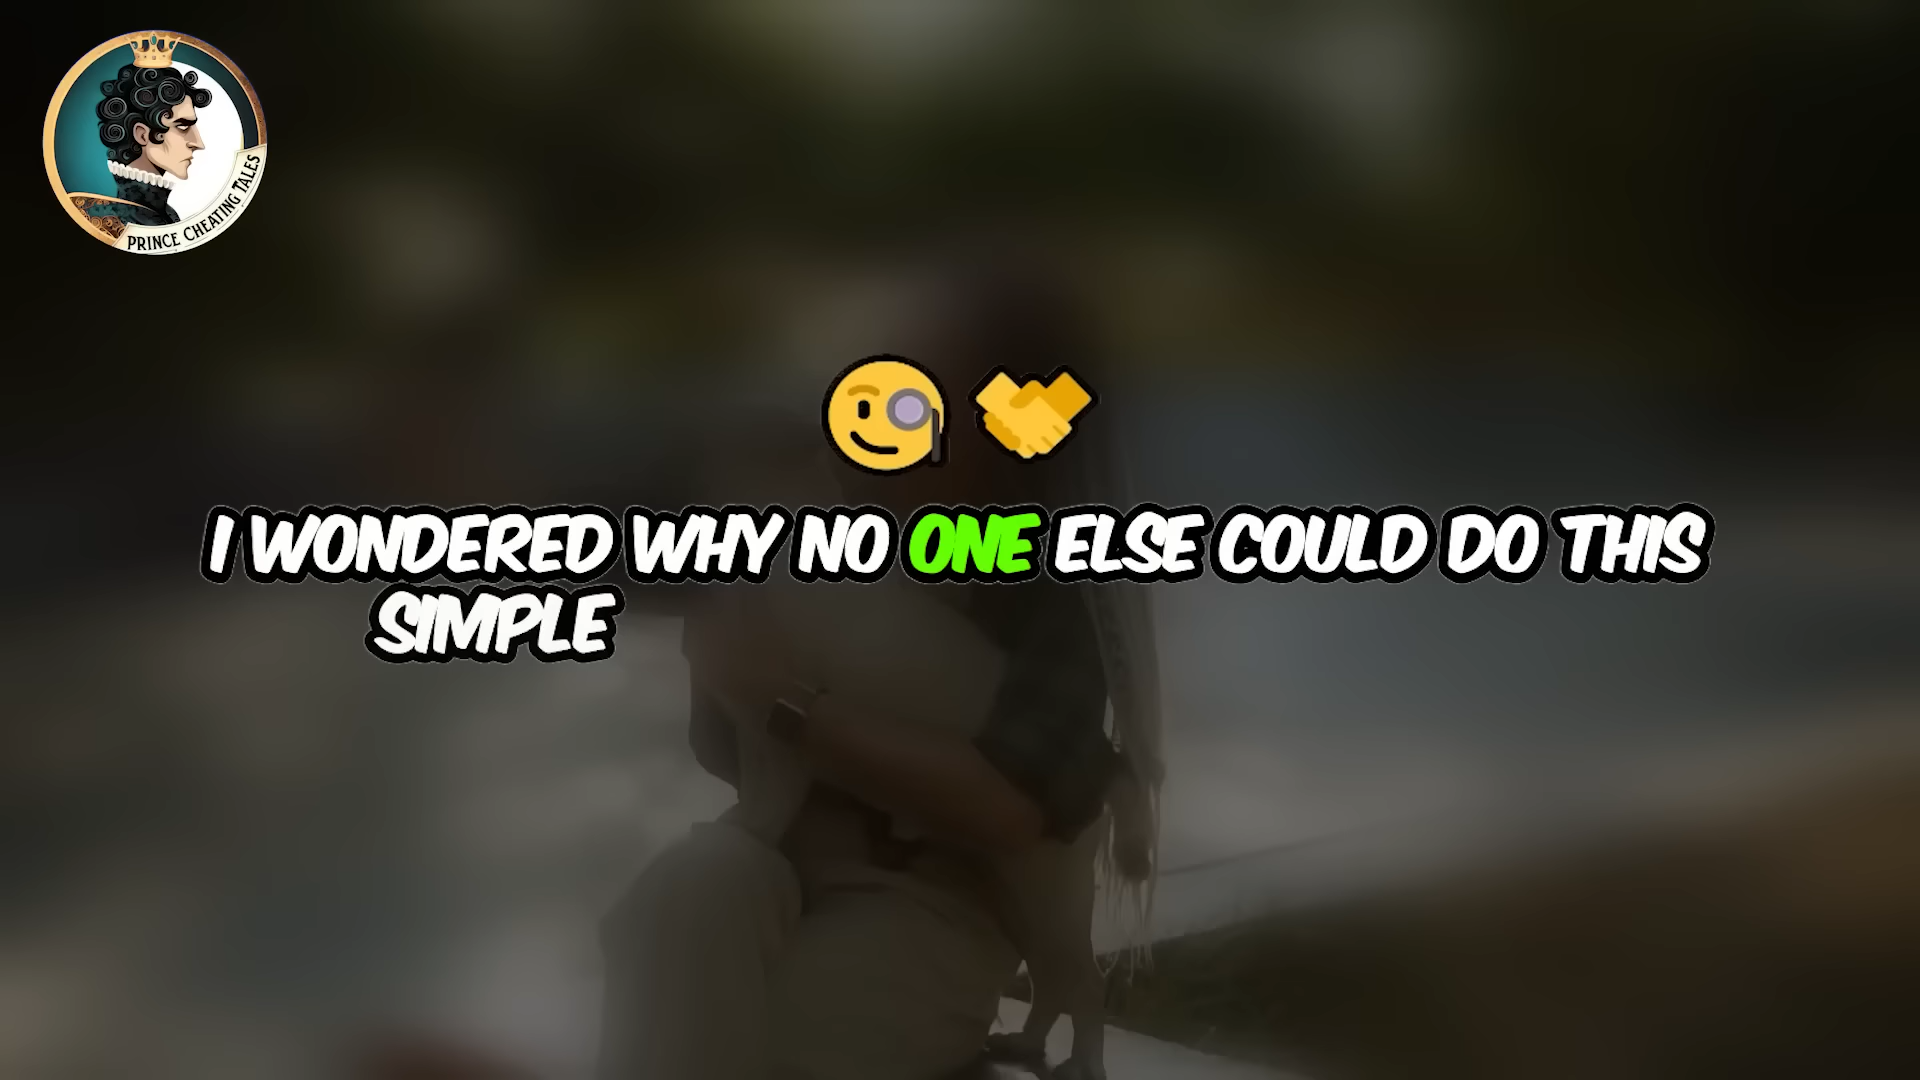 PRINCE CHEATING TALES
I WONDERED WHY NO ONE ELSE COULD DO THIS
SIMPLE